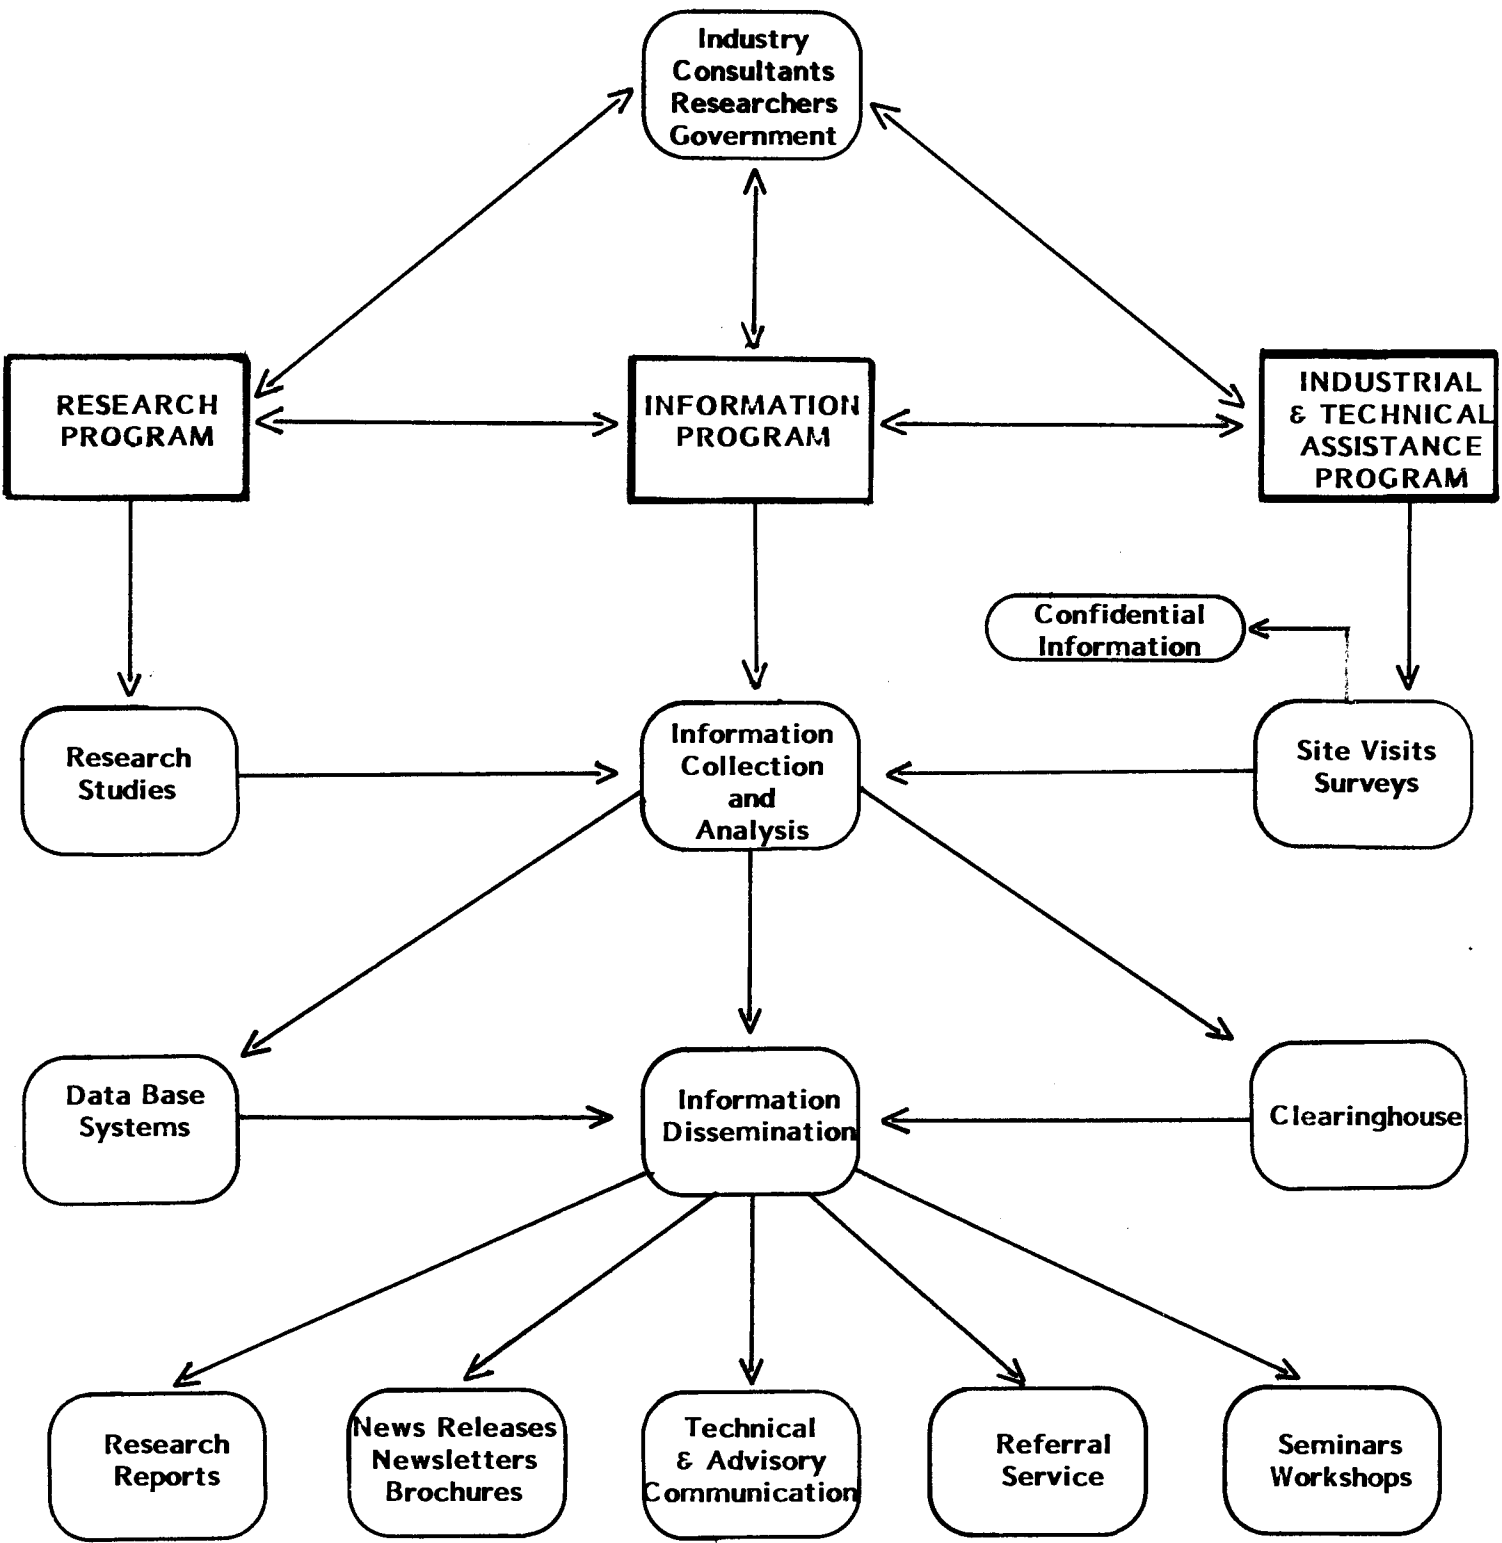 Industry
Consultants
Researchers
Government
RESEARCH
PROGRAM
INFORMATION
PROGRAM
INDUSTRIAL
& TECHNICAL
ASSISTANCE
PROGRAM
Confidential
Information
Research
Studies
Information
Collection
and
Analysis
Site Visits
Surveys
Data Base
Systems
Information
Dissemination
Clearinghouse
Research
Reports
News Releases
Newsletters
Brochures
Technical
& Advisory
Communication
Referral
Service
Seminars
Workshops